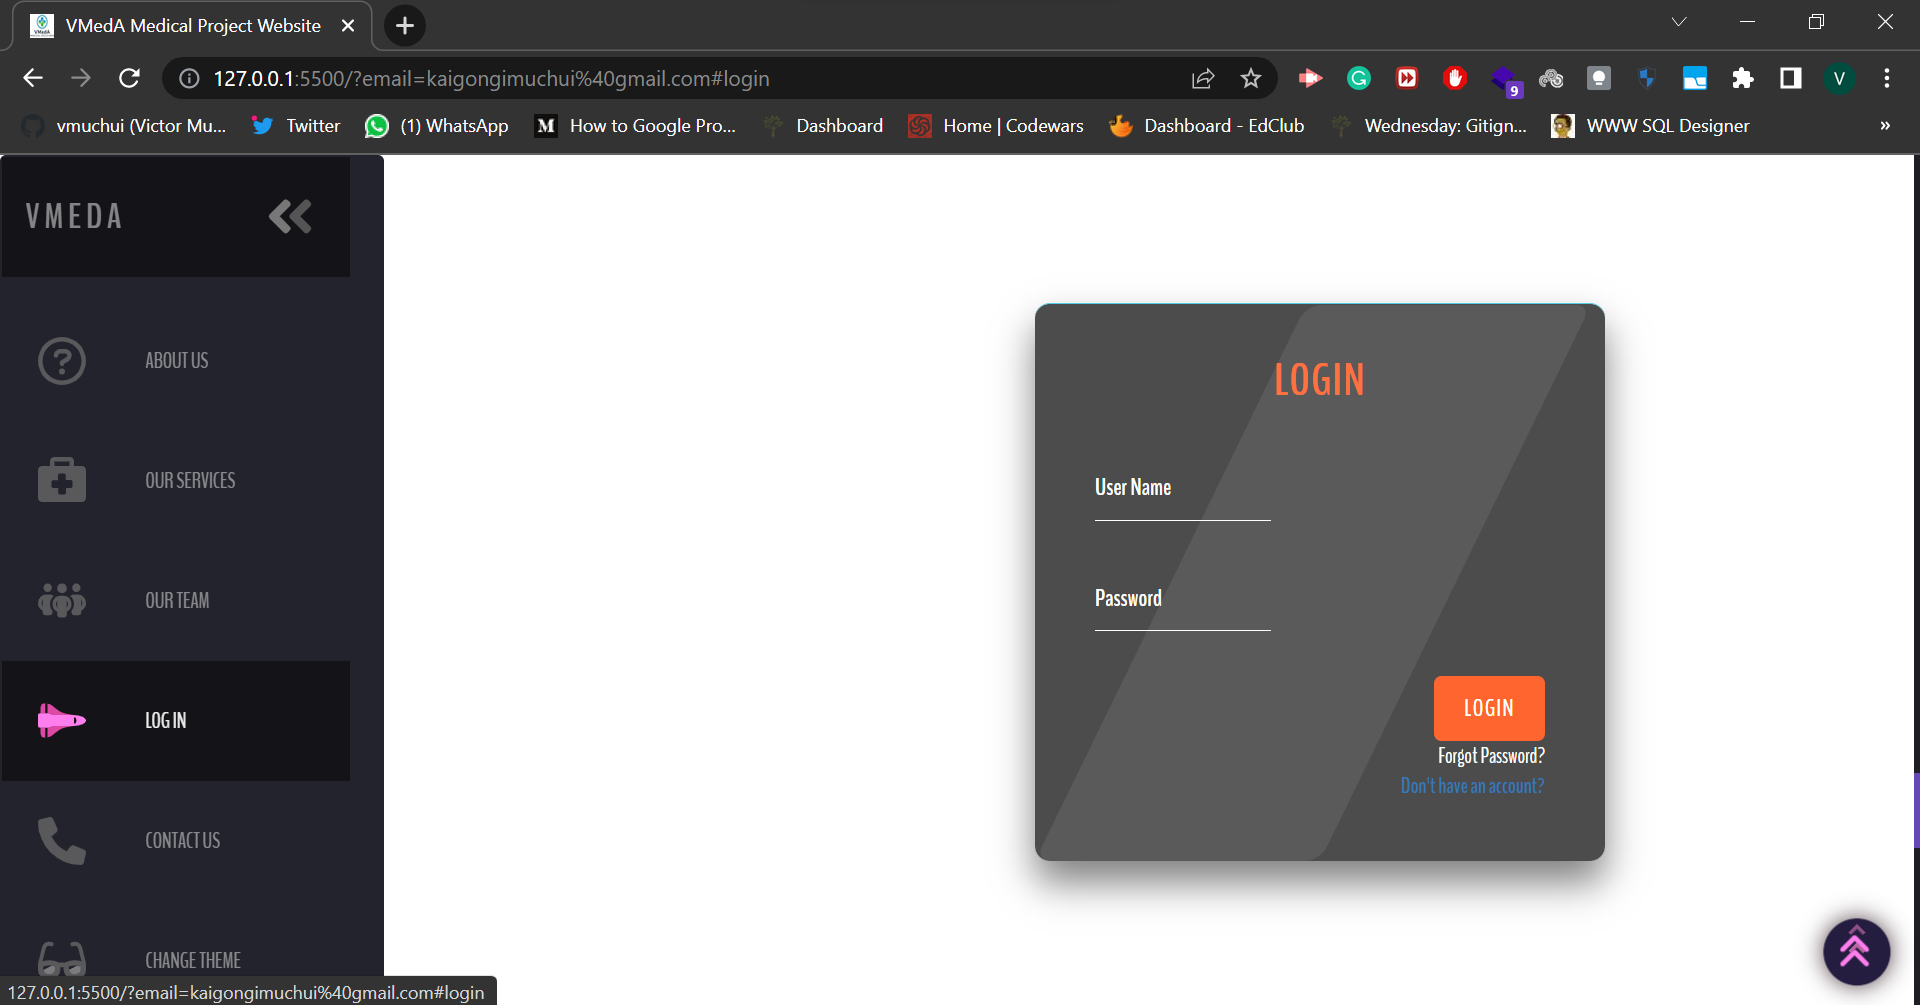 VMedA Medical Project Website
127.0.0.1:5500/?email=kaigongimuchui%40gmail.com#login
9
V
vmuchui (Victor Mu...
Twitter
(1) WhatsApp
How to Google Pro...
Dashboard
Home | Codewars
Dashboard - EdClub
Wednesday: Gitign...
WWW SQL Designer
»
VMEDA
ABOUT US
OUR SERVICES
OUR TEAM
LOG IN
CONTACT US
CHANGE THEME
LOGIN
User Name
Password
LOGIN
Forgot Password?
Don't have an account?
127.0.0.1:5500/?email=kaigongimuchui%40gmail.com#login